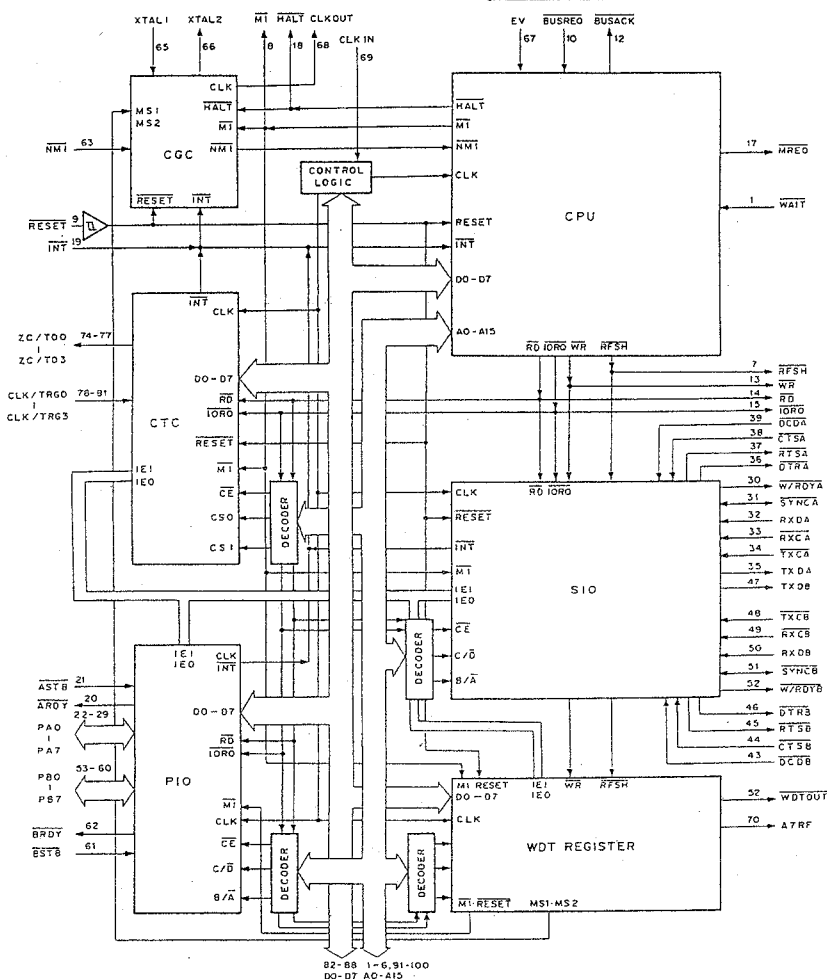 XTAL1 XTAL2 M1 HALT CLKOUT
65 66 8 18 68
CLK IN
69
EV BUSREQ BUSACK
67 10 12
MS1
MS2
CLK
HALT
M1
NMI
CGC
RESET INT
NMI 63
RESET 9
INT 19
CONTROL
LOGIC
HALT
M1
NMI
CLK
RESET
INT
D0-D7
A0-A15
CPU
RD IORQ WR RFSH
17 MREQ
1 WAIT
INT
CLK
D0-D7
RD
IORQ
RESET
M1
CE
CS0
CS1
CTC
IEI
IEO
ZC/TO0 74-77
ZC/TO3
CLK/TRG0 78-81
CLK/TRG3
DECODER
7 RFSH
13 WR
14 RD
15 IORQ
39 DCDA
38 CTSA
37 RTSA
36 DTRA
30 W/RDYA
31 SYNCA
32 RXDA
33 RXCA
34 TXCA
35 TXDA
47 TXDB
48 TXCB
49 RXCB
50 RXDB
51 SYNCB
52 W/RDYB
46 DTRB
45 RTSB
44 CTSB
43 DCDB
RD IORQ
CLK
RESET
INT
M1
IEI
IEO
CE
C/D
B/A
SIO
DECODER
IEI
IEO
CLK
INT
D0-D7
RD
IORQ
M1
CLK
CE
C/D
B/A
PIO
ASTB 21
ARDY 20
PA0 22-29
PA7
PB0 53-60
PB7
BRDY 62
BSTB 61
DECODER
DECODER
M1 RESET IEI WR RFSH
D0-D7 IEO
CLK
WDT REGISTER
M1·RESET MS1·MS2
52 WDTOUT
70 A7RF
82-88 1-6,91-100
D0-D7 A0-A15